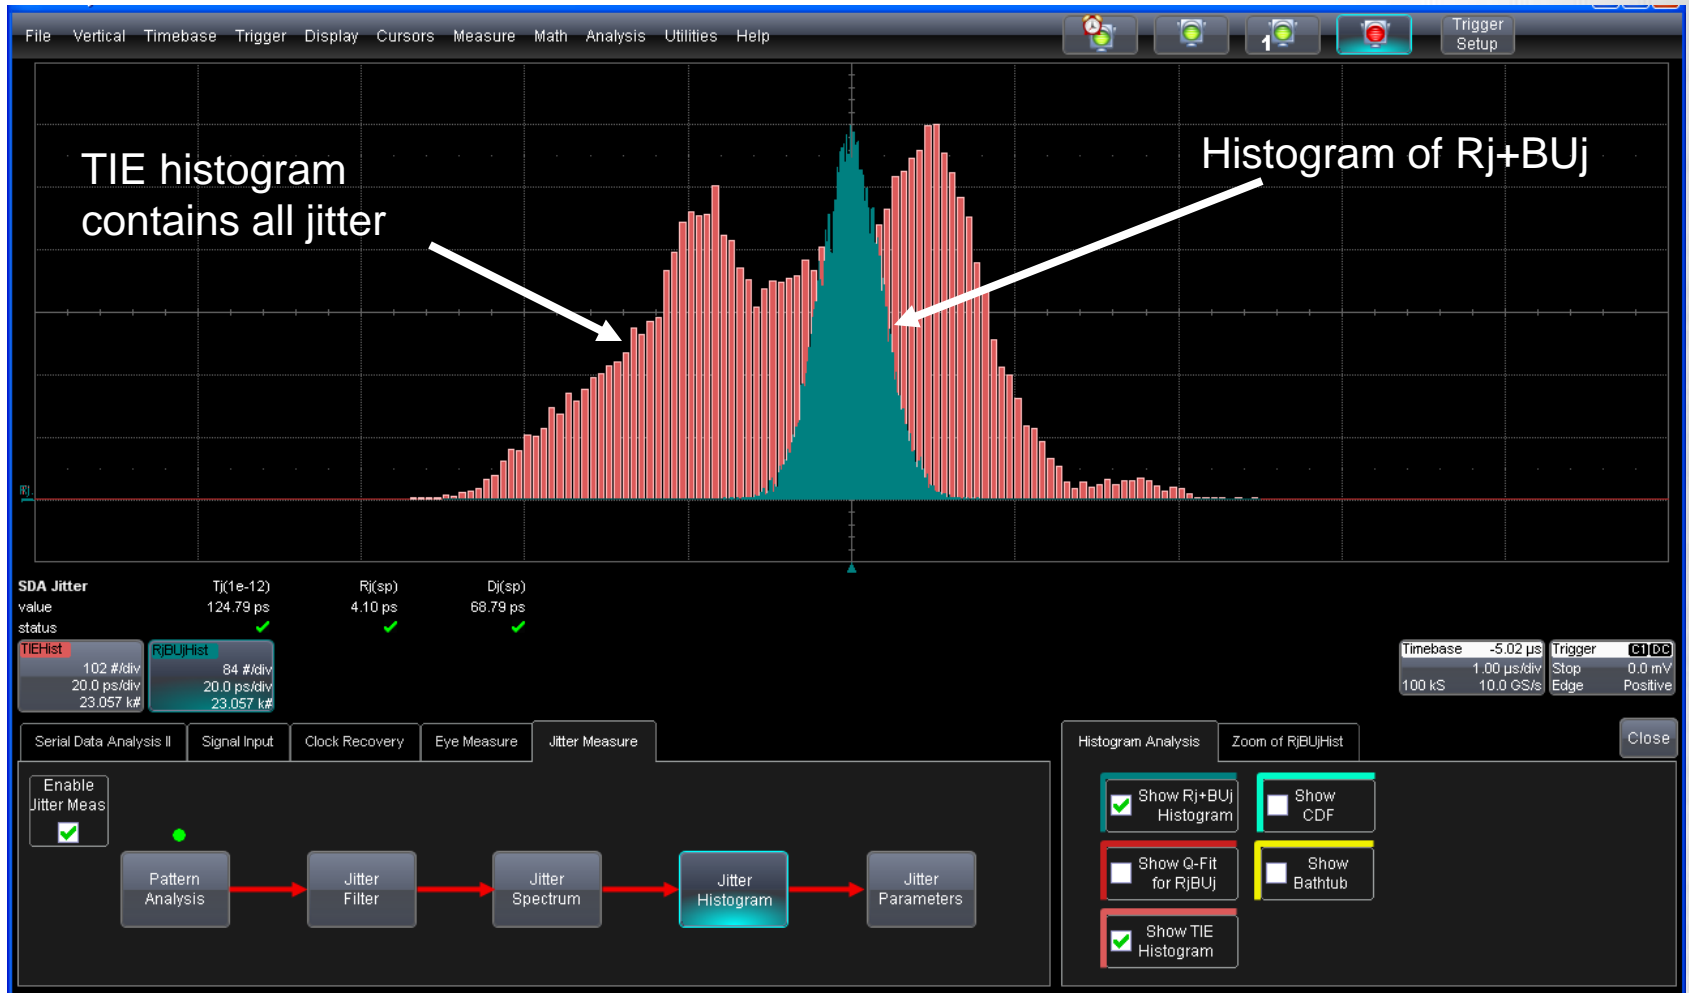 File Vertical Timebase Trigger Display Cursors Measure Math Analysis Utilities Help
1
Trigger
Setup
TIE histogram
contains all jitter
Histogram of Rj+BUj
SDA Jitter Tj(1e-12) Rj(sp) Dj(sp)
value 124.79 ps 4.10 ps 68.79 ps
status
TIEHist
102 #/div
20.0 ps/div
23.057 k#
RjBUjHist
84 #/div
20.0 ps/div
23.057 k#
Timebase -5.02 µs
1.00 µs/div
100 kS 10.0 GS/s
Trigger C1 DC
Stop 0.0 mV
Edge Positive
Serial Data Analysis II Signal Input Clock Recovery Eye Measure Jitter Measure
Enable
Jitter Meas
Pattern
Analysis
Jitter
Filter
Jitter
Spectrum
Jitter
Histogram
Jitter
Parameters
Histogram Analysis Zoom of RjBUjHist
Close
Show Rj+BUj
Histogram
Show
CDF
Show Q-Fit
for RjBUj
Show
Bathtub
Show TIE
Histogram